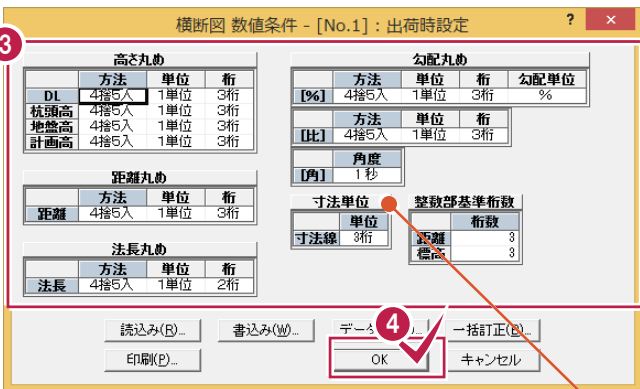 横断図 数値条件 - [No.1]：出荷時設定 ? ×
3
高さ丸め
方法 単位 桁
DL 4捨5入 1単位 3桁
杭頭高 4捨5入 1単位 3桁
地盤高 4捨5入 1単位 3桁
計画高 4捨5入 1単位 3桁
距離丸め
方法 単位 桁
距離 4捨5入 1単位 3桁
法長丸め
方法 単位 桁
法長 4捨5入 1単位 2桁
勾配丸め
方法 単位 桁 勾配単位
[%] 4捨5入 1単位 3桁 %
方法 単位 桁
[比] 4捨5入 1単位 3桁
角度
[角] 1秒
寸法単位
単位
寸法線 3桁
整数部基準桁数
桁数
距離 3
標高 3
読込み(R)... 書込み(W)... データ 4 一括訂正(B)...
印刷(P)... OK キャンセル